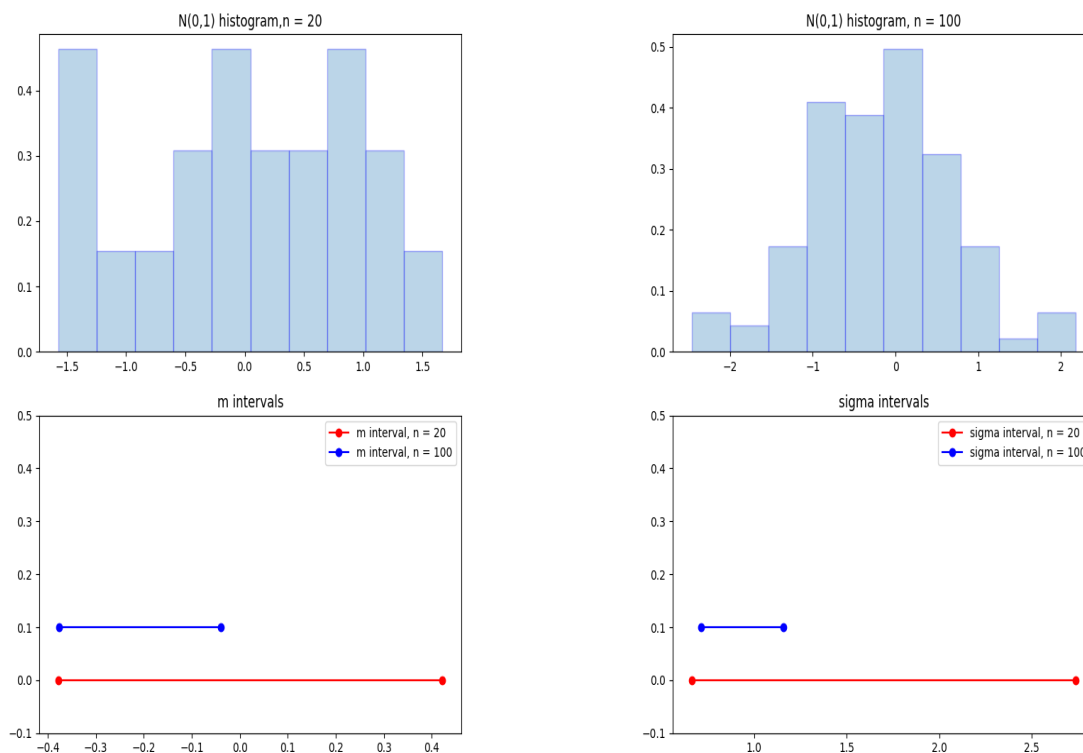 N(0,1) histogram,n = 20
0.4
0.3
0.2
0.1
0.0
−1.5 −1.0 −0.5 0.0 0.5 1.0 1.5
N(0,1) histogram, n = 100
0.5
0.4
0.3
0.2
0.1
0.0
−2 −1 0 1 2
m intervals
m interval, n = 20
m interval, n = 100
0.5
0.4
0.3
0.2
0.1
0.0
−0.1
−0.4 −0.3 −0.2 −0.1 0.0 0.1 0.2 0.3 0.4
sigma intervals
sigma interval, n = 20
sigma interval, n = 100
0.5
0.4
0.3
0.2
0.1
0.0
−0.1
1.0 1.5 2.0 2.5